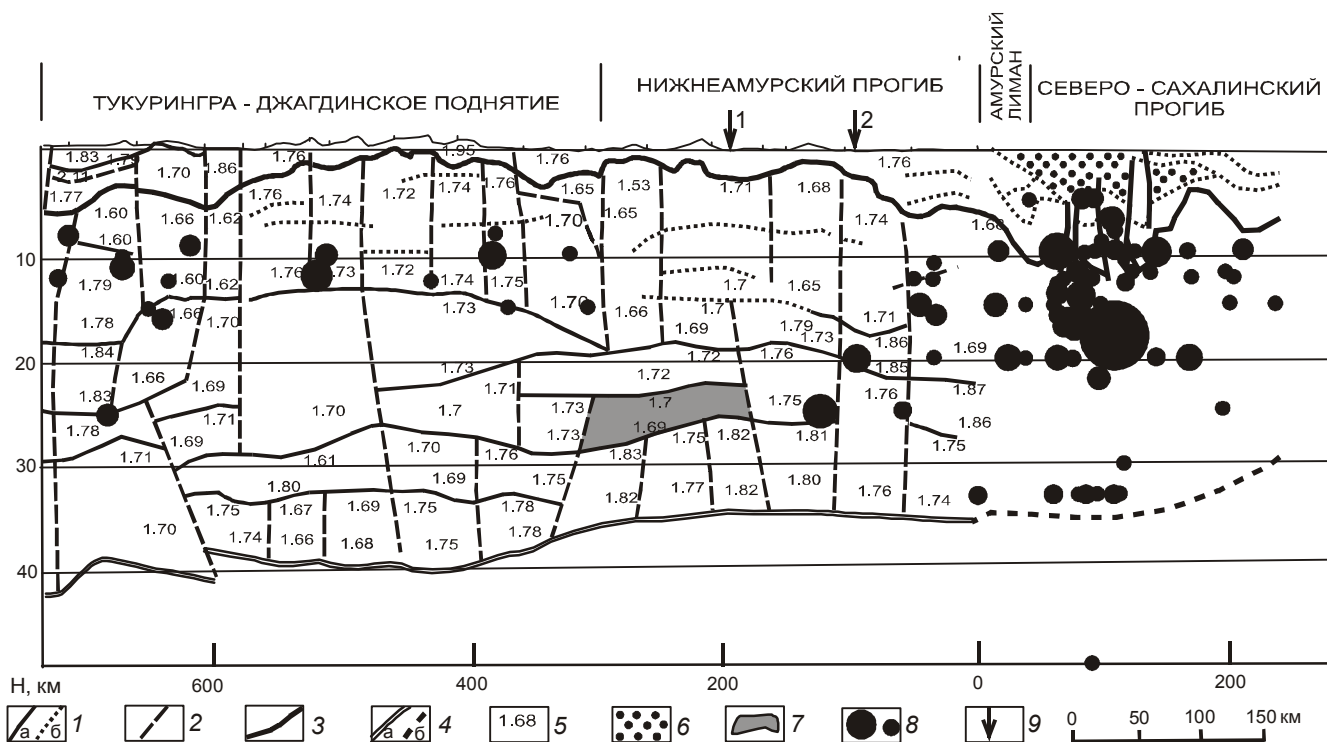 ТУКУРИНГРА - ДЖАГДИНСКОЕ ПОДНЯТИЕ
НИЖНЕАМУРСКИЙ ПРОГИБ
АМУРСКИЙ
ЛИМАН
СЕВЕРО - САХАЛИНСКИЙ
ПРОГИБ
1 2
1.83 1.70 1.86 1.76 1.95 1.76 1.76
2.11
1.77 1.60 1.66 1.62 1.76 1.74 1.72 1.74 1.76 1.65 1.53 1.71 1.68
1.65 1.74 1.68
1.60 1.70
10
1.79 1.60 1.62 1.76 1.73 1.72 1.74 1.75 1.7 1.65
1.78 1.66 1.70 1.73 1.70 1.66 1.7 1.71
1.84 1.69 1.79 1.73 1.86 1.69
20
1.66 1.69 1.73 1.72 1.76 1.85
1.83 1.71 1.72 1.76 1.87
1.78 1.71 1.70 1.7 1.73 1.7 1.75 1.86
1.71 1.69 1.70 1.76 1.73 1.69 1.75 1.82 1.81 1.75
30
1.61 1.83
1.80 1.69 1.75 1.82 1.77 1.82 1.80 1.76 1.74
1.75 1.67 1.69 1.75 1.78
1.70 1.74 1.66 1.68 1.75 1.78
40
Н, км 600 400 200 0 200
а б 1 2 3 а б 4 1.68 5 6 7 8 9 0 50 100 150 км